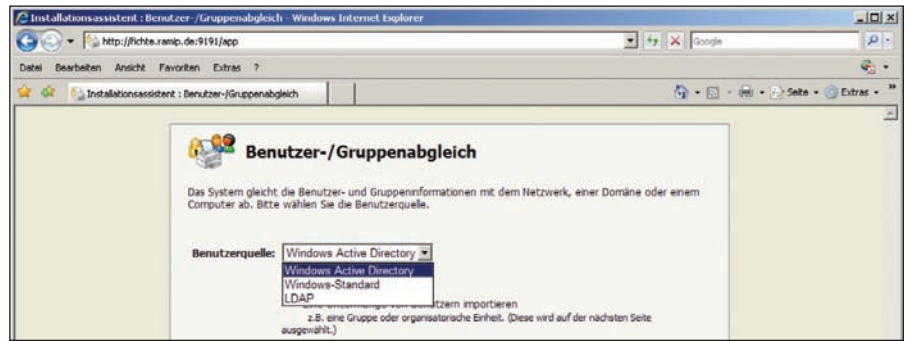 Installationsassistent : Benutzer-/Gruppenabgleich - Windows Internet Explorer
http://fichte.ramip.de:9191/app
Google
Datei Bearbeiten Ansicht Favoriten Extras ?
Installationsassistent : Benutzer-/Gruppenabgleich
Seite Extras
Benutzer-/Gruppenabgleich
Das System gleicht die Benutzer- und Gruppeninformationen mit dem Netzwerk, einer Domäne oder einem
Computer ab. Bitte wählen Sie die Benutzerquelle.
Benutzerquelle: Windows Active Directory
Windows Active Directory
Windows-Standard
LDAP
importieren
z.B. eine Gruppe oder organisatorische Einheit. (Diese wird auf der nächsten Seite
ausgewählt.)